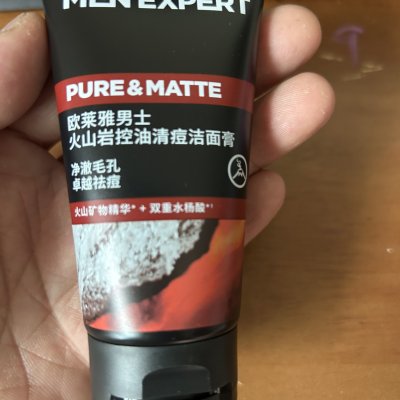 MEN EXPERT
PURE & MATTE
欧莱雅男士
火山岩控油清痘洁面膏
净澈毛孔
卓越祛痘
火山矿物精华* + 双重水杨酸*¹